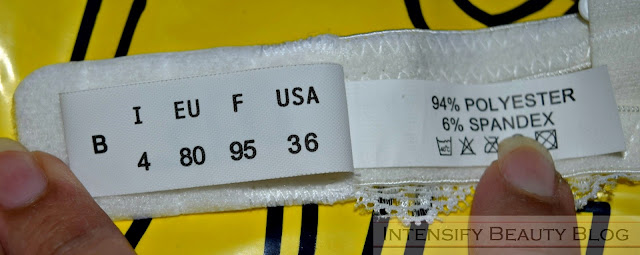 I EU F USA
B 4 80 95 36
94% POLYESTER
6% SPANDEX
INTENSIFY BEAUTY BLOG